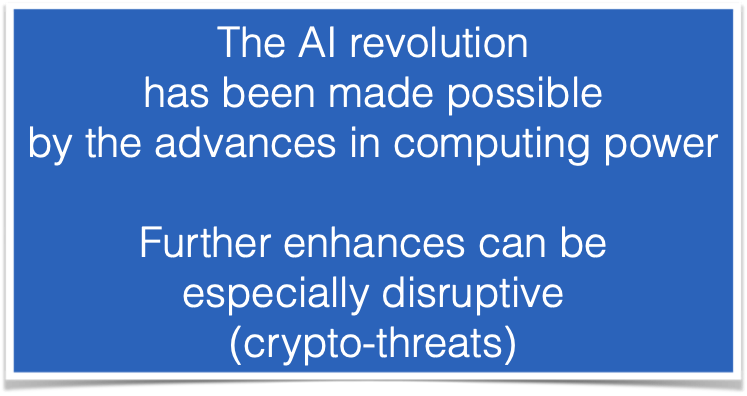 The AI revolution
has been made possible
by the advances in computing power
Further enhances can be
especially disruptive
(crypto-threats)